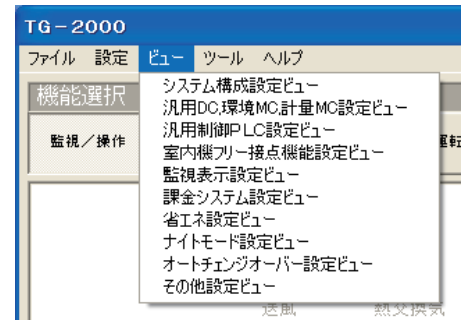 TG-2000
ファイル 設定 ビュー ツール ヘルプ
機能選択
監視／操作
システム構成設定ビュー
汎用DC,環境MC,計量MC設定ビュー
汎用制御PLC設定ビュー
室内機フリー接点機能設定ビュー
監視表示設定ビュー
課金システム設定ビュー
省エネ設定ビュー
ナイトモード設定ビュー
オートチェンジオーバー設定ビュー
その他設定ビュー
運転
送風 熱交換気